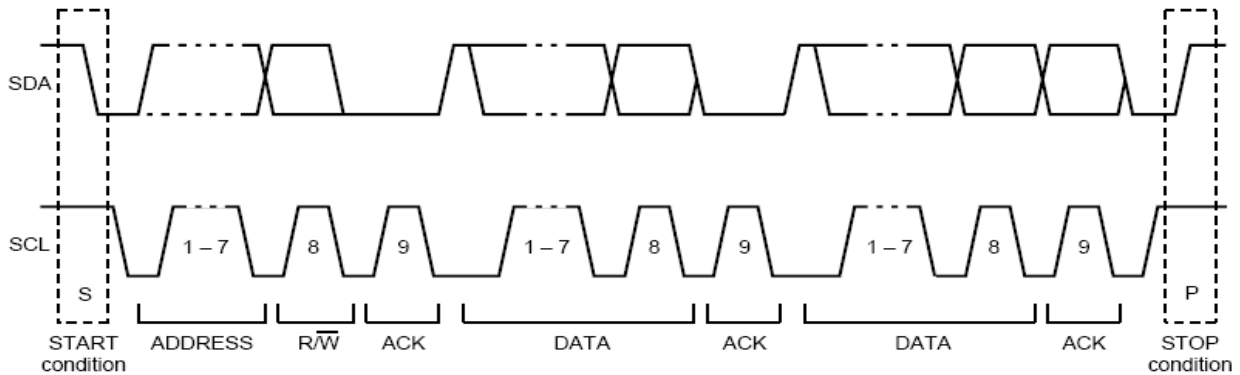 SDA
SCL
1 – 7
8
9
1 – 7
8
9
1 – 7
8
9
S
P
START condition
ADDRESS
R/W̅
ACK
DATA
ACK
DATA
ACK
STOP condition